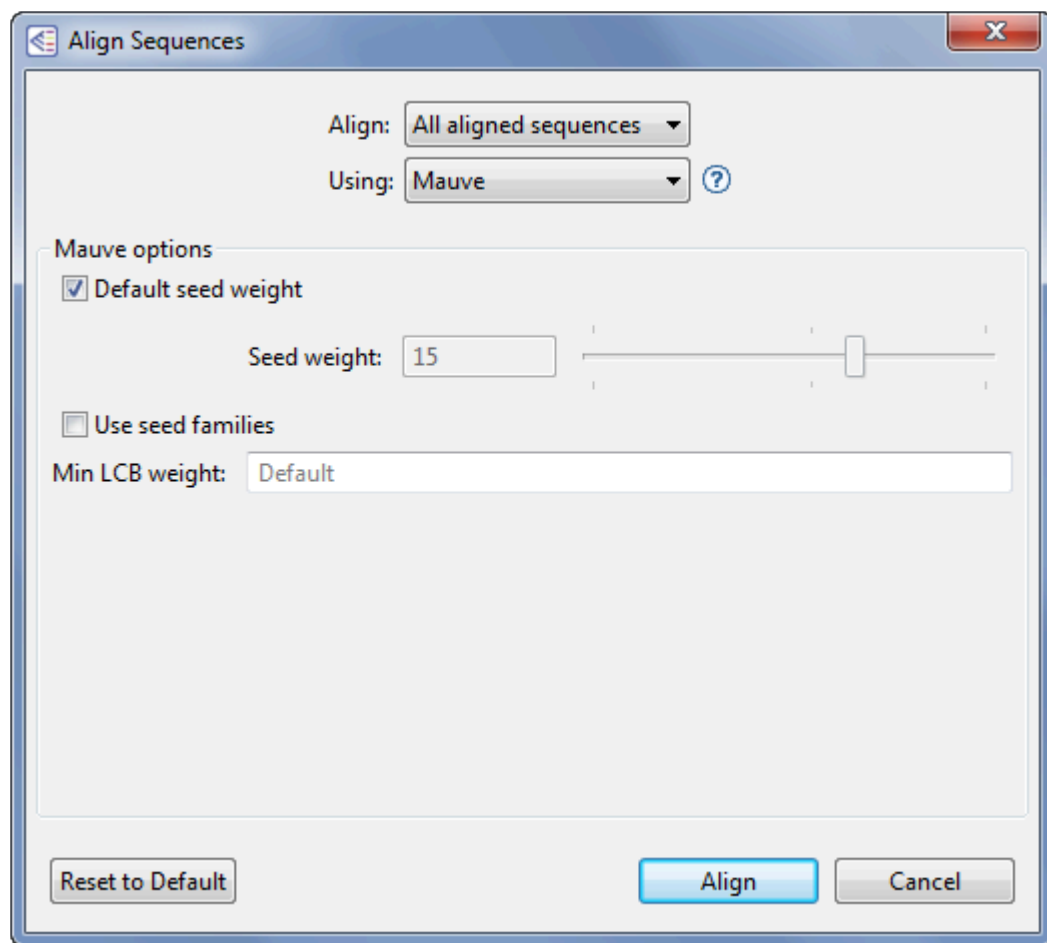 Align Sequences
Align: All aligned sequences
Using: Mauve ?
Mauve options
Default seed weight
Seed weight: 15
Use seed families
Min LCB weight: Default
Reset to Default Align Cancel